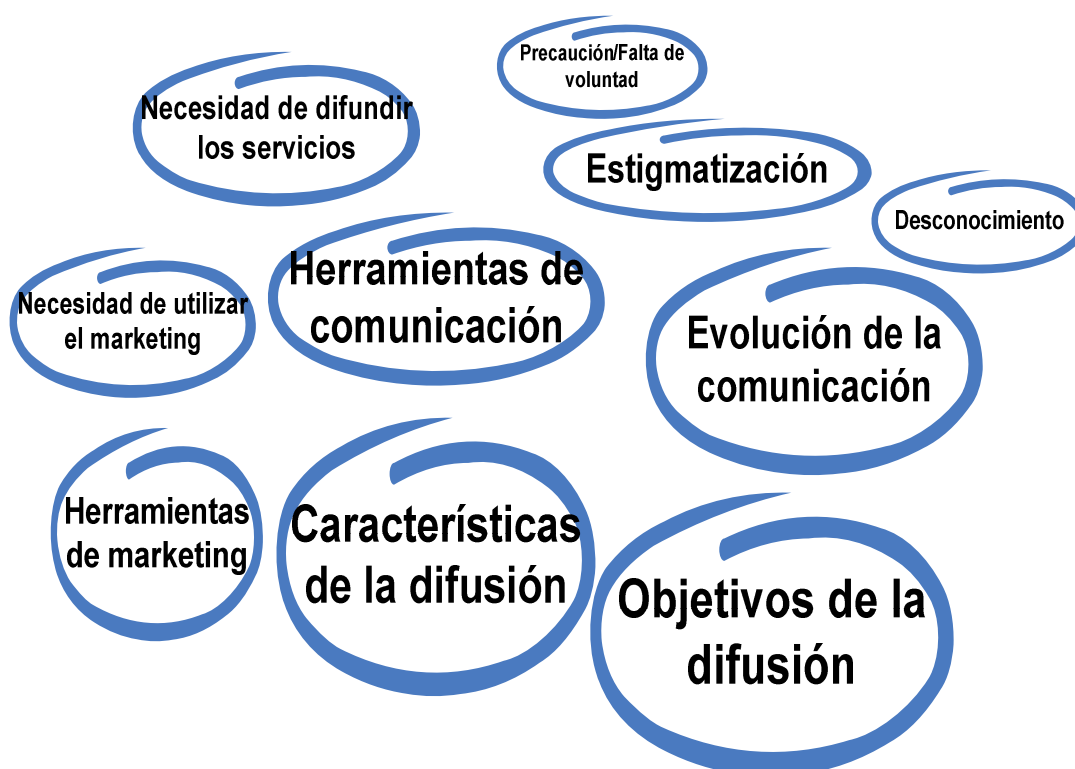 Precaución/Falta de
voluntad
Necesidad de difundir
los servicios
Estigmatización
Desconocimiento
Herramientas de
comunicación
Necesidad de utilizar
el marketing
Evolución de la
comunicación
Herramientas
de marketing
Características
de la difusión
Objetivos de la
difusión